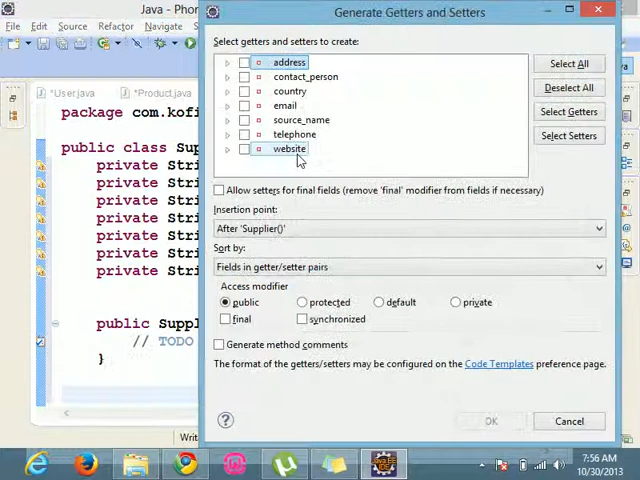 Java - Phon
Generate Getters and Setters
File Edit Source Refactor Navigate
Select getters and setters to create:
address
contact_person
country
email
source_name
telephone
website
Select All
Deselect All
Select Getters
Select Setters
*User.java
*Product.java
package com.kofi
public class Sup
private Stri
private Stri
private Stri
private Stri
private Stri
private Stri
private Stri
public Suppl
// TODO
}
Allow setters for final fields (remove 'final' modifier from fields if necessary)
Insertion point:
After 'Supplier()'
Sort by:
Fields in getter/setter pairs
Access modifier
public protected default private
final synchronized
Generate method comments
The format of the getters/setters may be configured on the Code Templates preference page.
OK
Cancel
Writ
Java EE
IDE
7:56 AM
10/30/2013